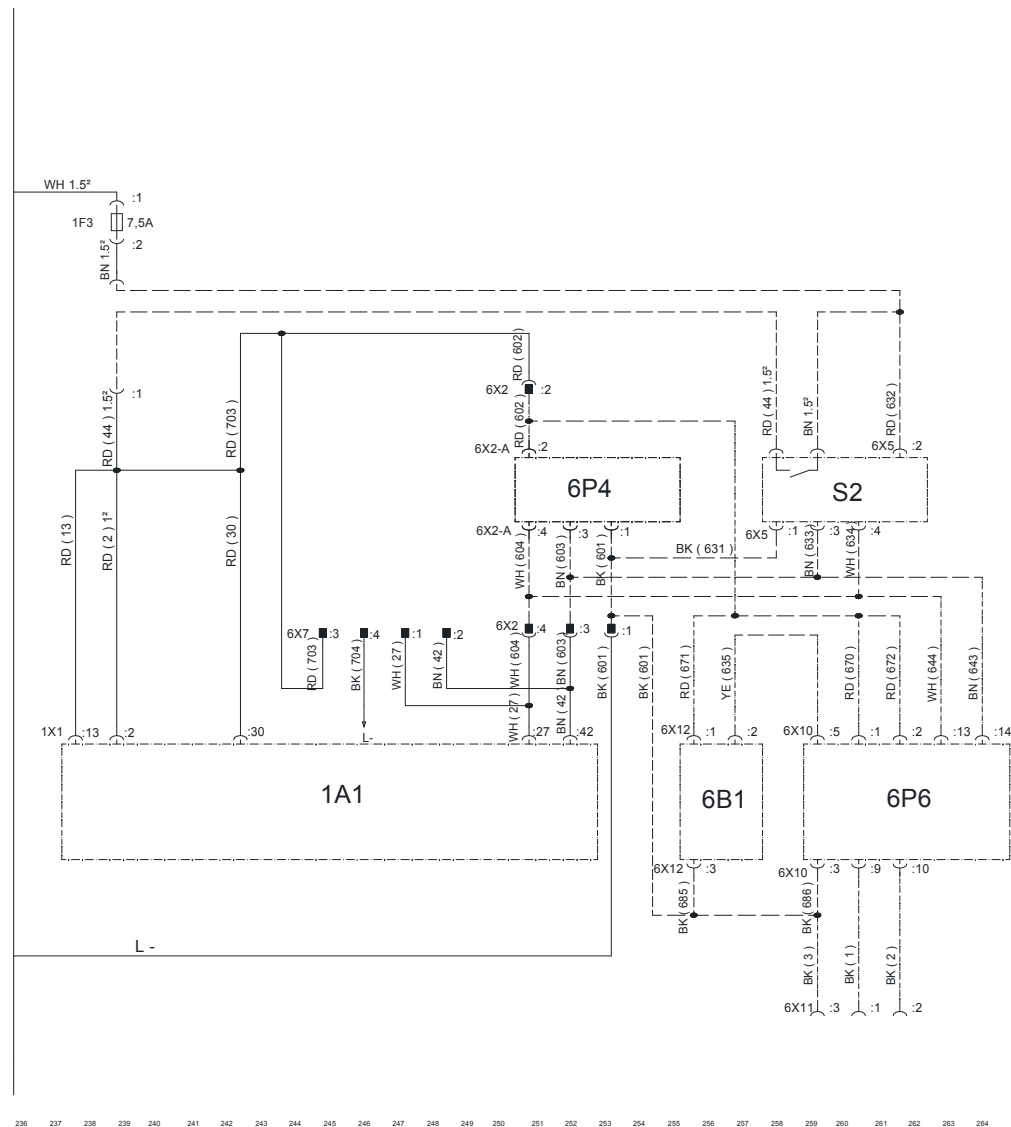 WH 1.5²
:1
1F3 7,5A
:2
BN 1.5²
RD ( 602 )
6X2 :2
:1
RD ( 44 ) 1.5²
RD ( 703 )
RD ( 602 )
RD ( 44 ) 1.5²
BN 1.5²
RD ( 632 )
6X2-A :2
6X5 :2
6P4
S2
6X2-A :4 :3 :1
6X5 :1 :3 :4
RD ( 13 )
RD ( 2 ) 1²
RD ( 30 )
WH ( 604 )
BN ( 603 )
BK ( 601 )
BK ( 631 )
BN ( 633 )
WH ( 634 )
6X7 :3 :4 :1 :2
6X2 :4 :3 :1
RD ( 703 )
BK ( 704 )
WH ( 27 )
BN ( 42 )
WH ( 27 ) WH ( 604 )
BN ( 42 ) BN ( 603 )
BK ( 601 )
BK ( 601 )
RD ( 671 )
YE ( 635 )
RD ( 670 )
RD ( 672 )
WH ( 644 )
BN ( 643 )
1X1 :13 :2 :30 L- :27 :42
6X12 :1 :2
6X10 :5 :1 :2 :13 :14
1A1
6B1
6P6
6X12 :3
6X10 :3 :9 :10
BK ( 685 )
BK ( 686 )
L -
BK ( 3 )
BK ( 1 )
BK ( 2 )
6X11 :3 :1 :2
236 237 238 239 240 241 242 243 244 245 246 247 248 249 250 251 252 253 254 255 256 257 258 259 260 261 262 263 264